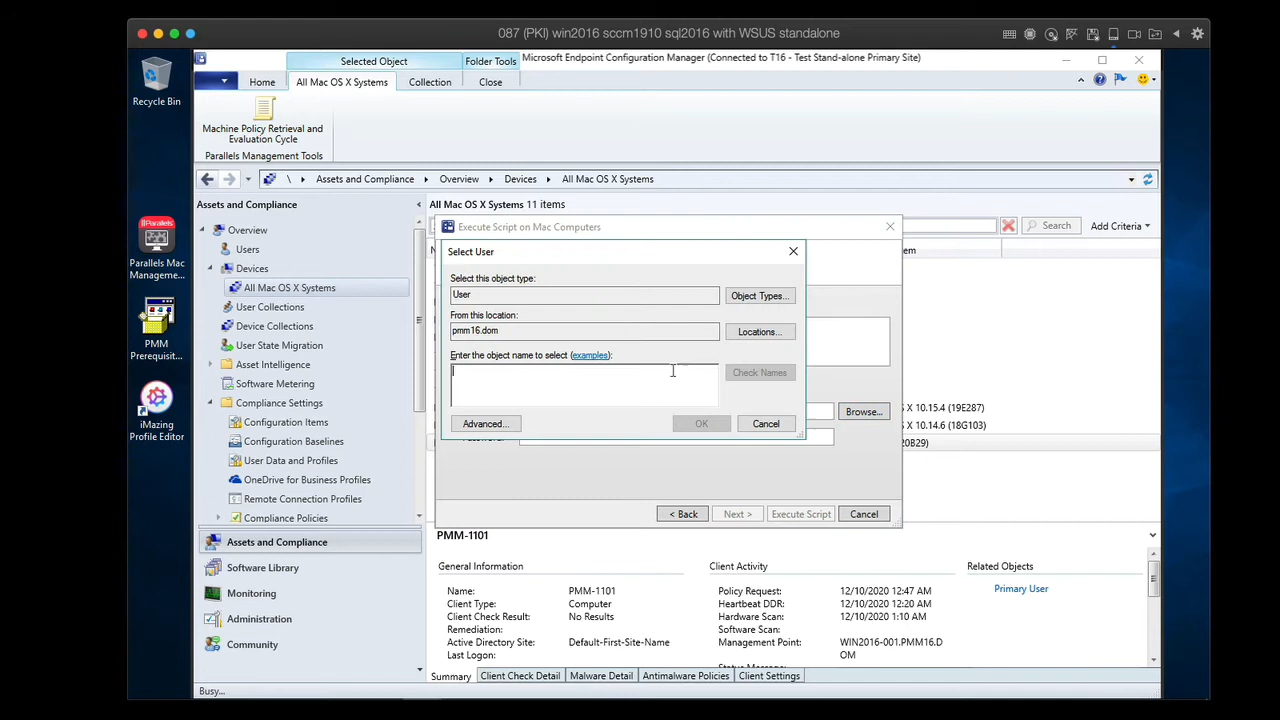 087 (PKI) win2016 sccm1910 sql2016 with WSUS standalone
Recycle Bin
Parallels
Parallels Mac
Manageme...
PMM
Prerequisit...
iMazing
Profile Editor
Selected Object
Folder Tools
Microsoft Endpoint Configuration Manager (Connected to T16 - Test Stand-alone Primary Site)
Home
All Mac OS X Systems
Collection
Close
Machine Policy Retrieval and
Evaluation Cycle
Parallels Management Tools
\ Assets and Compliance Overview Devices All Mac OS X Systems
Assets and Compliance
Overview
Users
Devices
All Mac OS X Systems
User Collections
Device Collections
User State Migration
Asset Intelligence
Software Metering
Compliance Settings
Configuration Items
Configuration Baselines
User Data and Profiles
OneDrive for Business Profiles
Remote Connection Profiles
Compliance Policies
Assets and Compliance
Software Library
Monitoring
Administration
Community
Busy...
All Mac OS X Systems 11 items
Search
Add Criteria
Execute Script on Mac Computers
Select User
Select this object type:
User
Object Types...
From this location:
pmm16.dom
Locations...
Enter the object name to select (examples):
Check Names
Advanced...
OK
Cancel
Browse...
S X 10.15.4 (19E287)
S X 10.15.4 (18G103)
20B29)
< Back
Next >
Execute Script
Cancel
PMM-1101
General Information
Name: PMM-1101
Client Type: Computer
Client Check Result: No Results
Remediation:
Active Directory Site: Default-First-Site-Name
Last Logon:
Client Activity
Policy Request: 12/10/2020 12:47 AM
Heartbeat DDR: 12/10/2020 12:20 AM
Hardware Scan: 12/10/2020 1:10 AM
Software Scan:
Management Point: WIN2016-001.PMM16.D
OM
Related Objects
Primary User
Summary
Client Check Detail
Malware Detail
Antimalware Policies
Client Settings